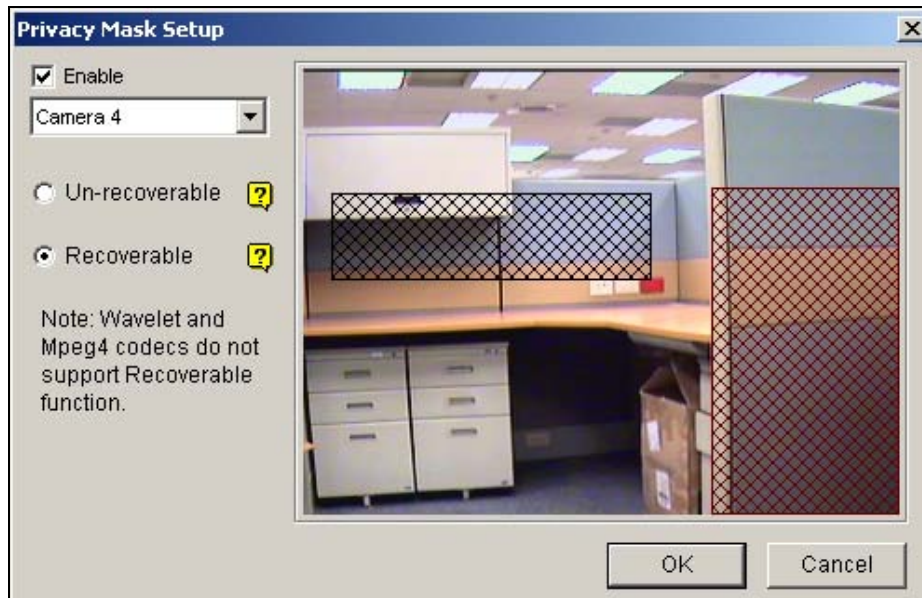 Privacy Mask Setup
Enable
Camera 4
Un-recoverable ?
Recoverable ?
Note: Wavelet and
Mpeg4 codecs do not
support Recoverable
function.
OK Cancel